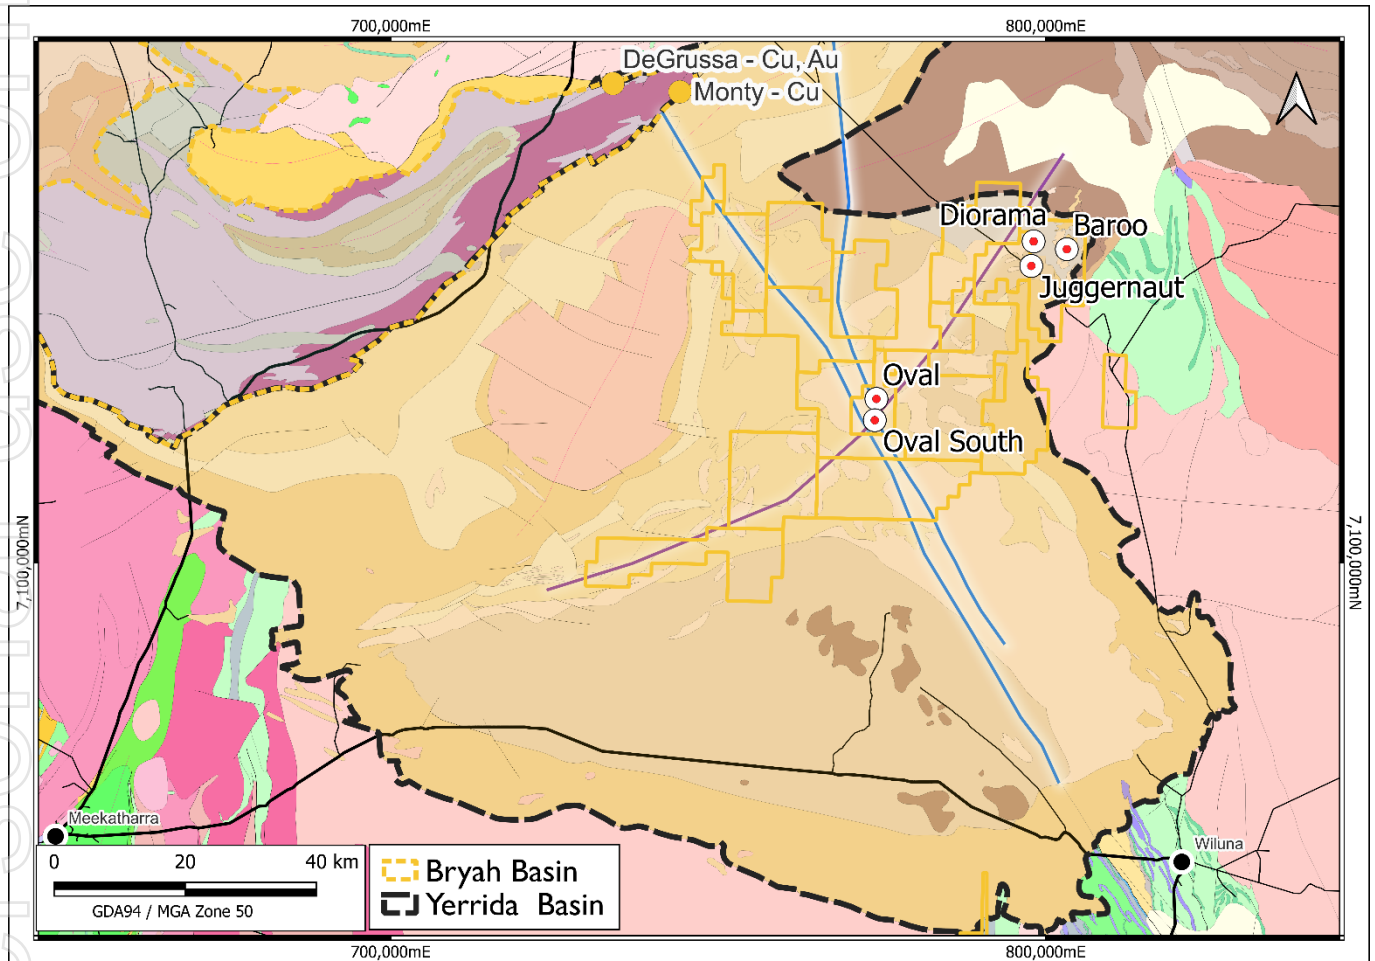 700,000mE
800,000mE
DeGrussa - Cu, Au
Monty - Cu
Diorama
Baroo
Juggernaut
Oval
Oval South
7,100,000mN
7,100,000mN
Meekatharra
Wiluna
0 20 40 km
GDA94 / MGA Zone 50
Bryah Basin
Yerrida Basin
700,000mE
800,000mE